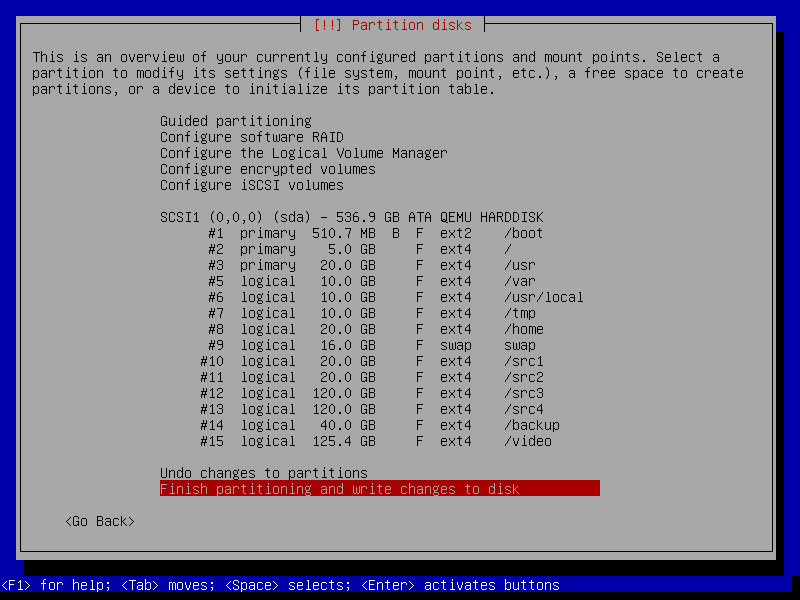 [!!] Partition disks
This is an overview of your currently configured partitions and mount points. Select a
partition to modify its settings (file system, mount point, etc.), a free space to create
partitions, or a device to initialize its partition table.
Guided partitioning
Configure software RAID
Configure the Logical Volume Manager
Configure encrypted volumes
Configure iSCSI volumes
SCSI1 (0,0,0) (sda) - 536.9 GB ATA QEMU HARDDISK
#1 primary 510.7 MB B F ext2 /boot
#2 primary 5.0 GB F ext4 /
#3 primary 20.0 GB F ext4 /usr
#5 logical 10.0 GB F ext4 /var
#6 logical 10.0 GB F ext4 /usr/local
#7 logical 10.0 GB F ext4 /tmp
#8 logical 20.0 GB F ext4 /home
#9 logical 16.0 GB F swap swap
#10 logical 20.0 GB F ext4 /src1
#11 logical 20.0 GB F ext4 /src2
#12 logical 120.0 GB F ext4 /src3
#13 logical 120.0 GB F ext4 /src4
#14 logical 40.0 GB F ext4 /backup
#15 logical 125.4 GB F ext4 /video
Undo changes to partitions
Finish partitioning and write changes to disk
<Go Back>
<F1> for help; <Tab> moves; <Space> selects; <Enter> activates buttons